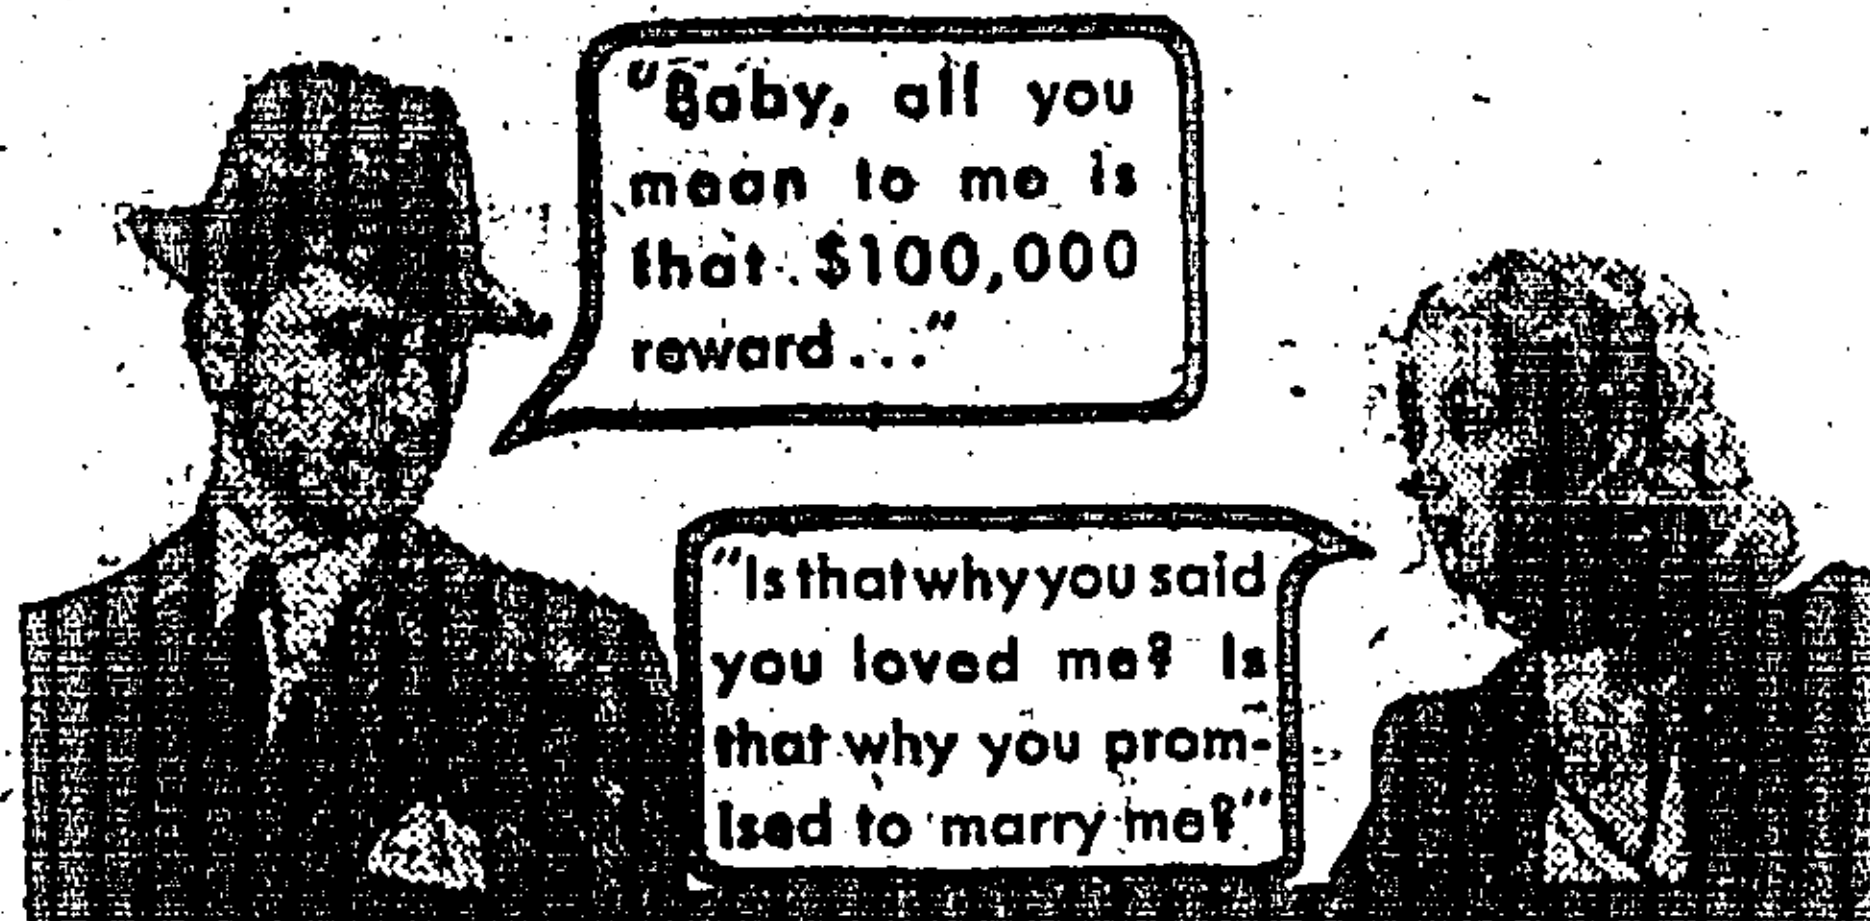 "Baby, all you
mean to me is
that $100,000
reward..."
"Is that why you said
you loved me? Is
that why you prom-
ised to marry me?"